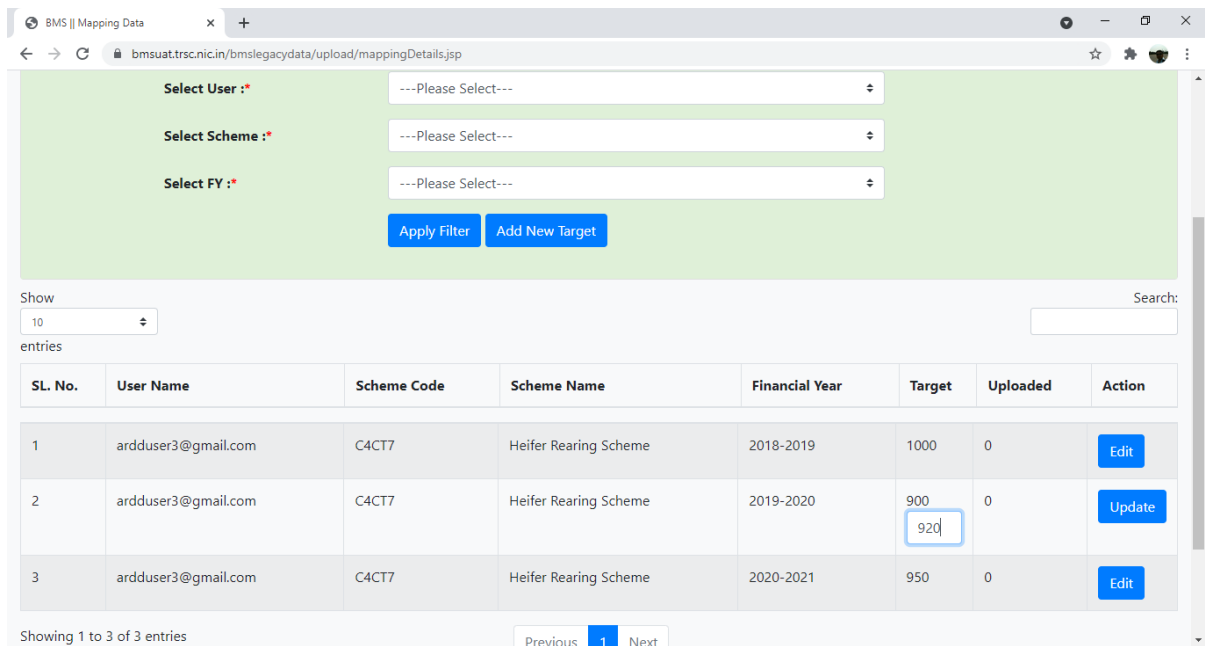 BMS || Mapping Data
bmsuat.trsc.nic.in/bmslegacydata/upload/mappingDetails.jsp
Select User :* ---Please Select---
Select Scheme :* ---Please Select---
Select FY :* ---Please Select---
Apply Filter Add New Target
Show Search:
10
entries
SL. No. User Name Scheme Code Scheme Name Financial Year Target Uploaded Action
1 ardduser3@gmail.com C4CT7 Heifer Rearing Scheme 2018-2019 1000 0 Edit
2 ardduser3@gmail.com C4CT7 Heifer Rearing Scheme 2019-2020 900 0 Update
920
3 ardduser3@gmail.com C4CT7 Heifer Rearing Scheme 2020-2021 950 0 Edit
Showing 1 to 3 of 3 entries Previous 1 Next